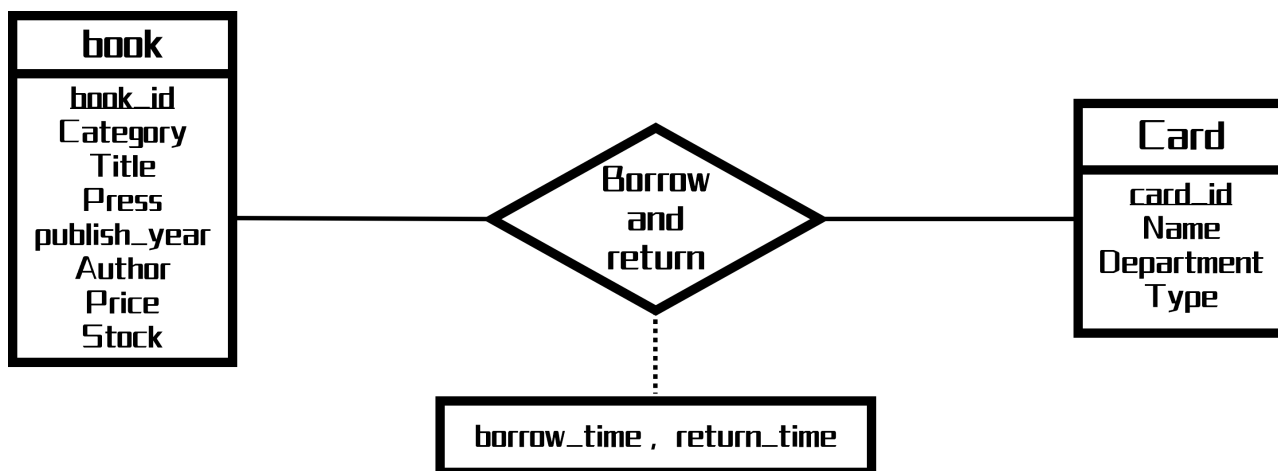 book
book_id
Category
Title
Press
publish_year
Author
Price
Stock
Borrow
and
return
borrow_time , return_time
Card
card_id
Name
Department
Type